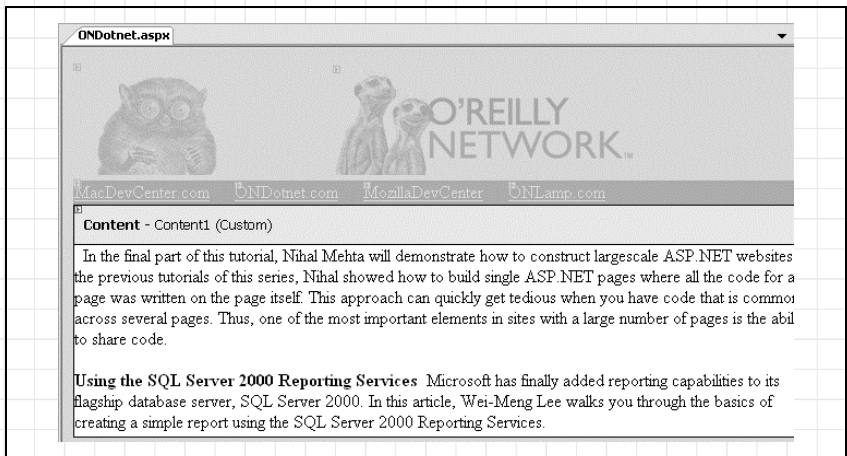 ONDotnet.aspx
O'REILLY
NETWORK™
MacDevCenter.com ONDotnet.com MozillaDevCenter ONLamp.com
Content - Content1 (Custom)
In the final part of this tutorial, Nihal Mehta will demonstrate how to construct largescale ASP.NET websites
the previous tutorials of this series, Nihal showed how to build single ASP.NET pages where all the code for a
page was written on the page itself. This approach can quickly get tedious when you have code that is
across several pages. Thus, one of the most important elements in sites with a large number of pages is the
to share code.
Using the SQL Server 2000 Reporting Services Microsoft has finally added reporting capabilities to its
flagship database server, SQL Server 2000. In this article, Wei-Meng Lee walks you through the basics of
creating a simple report using the SQL Server 2000 Reporting Services.